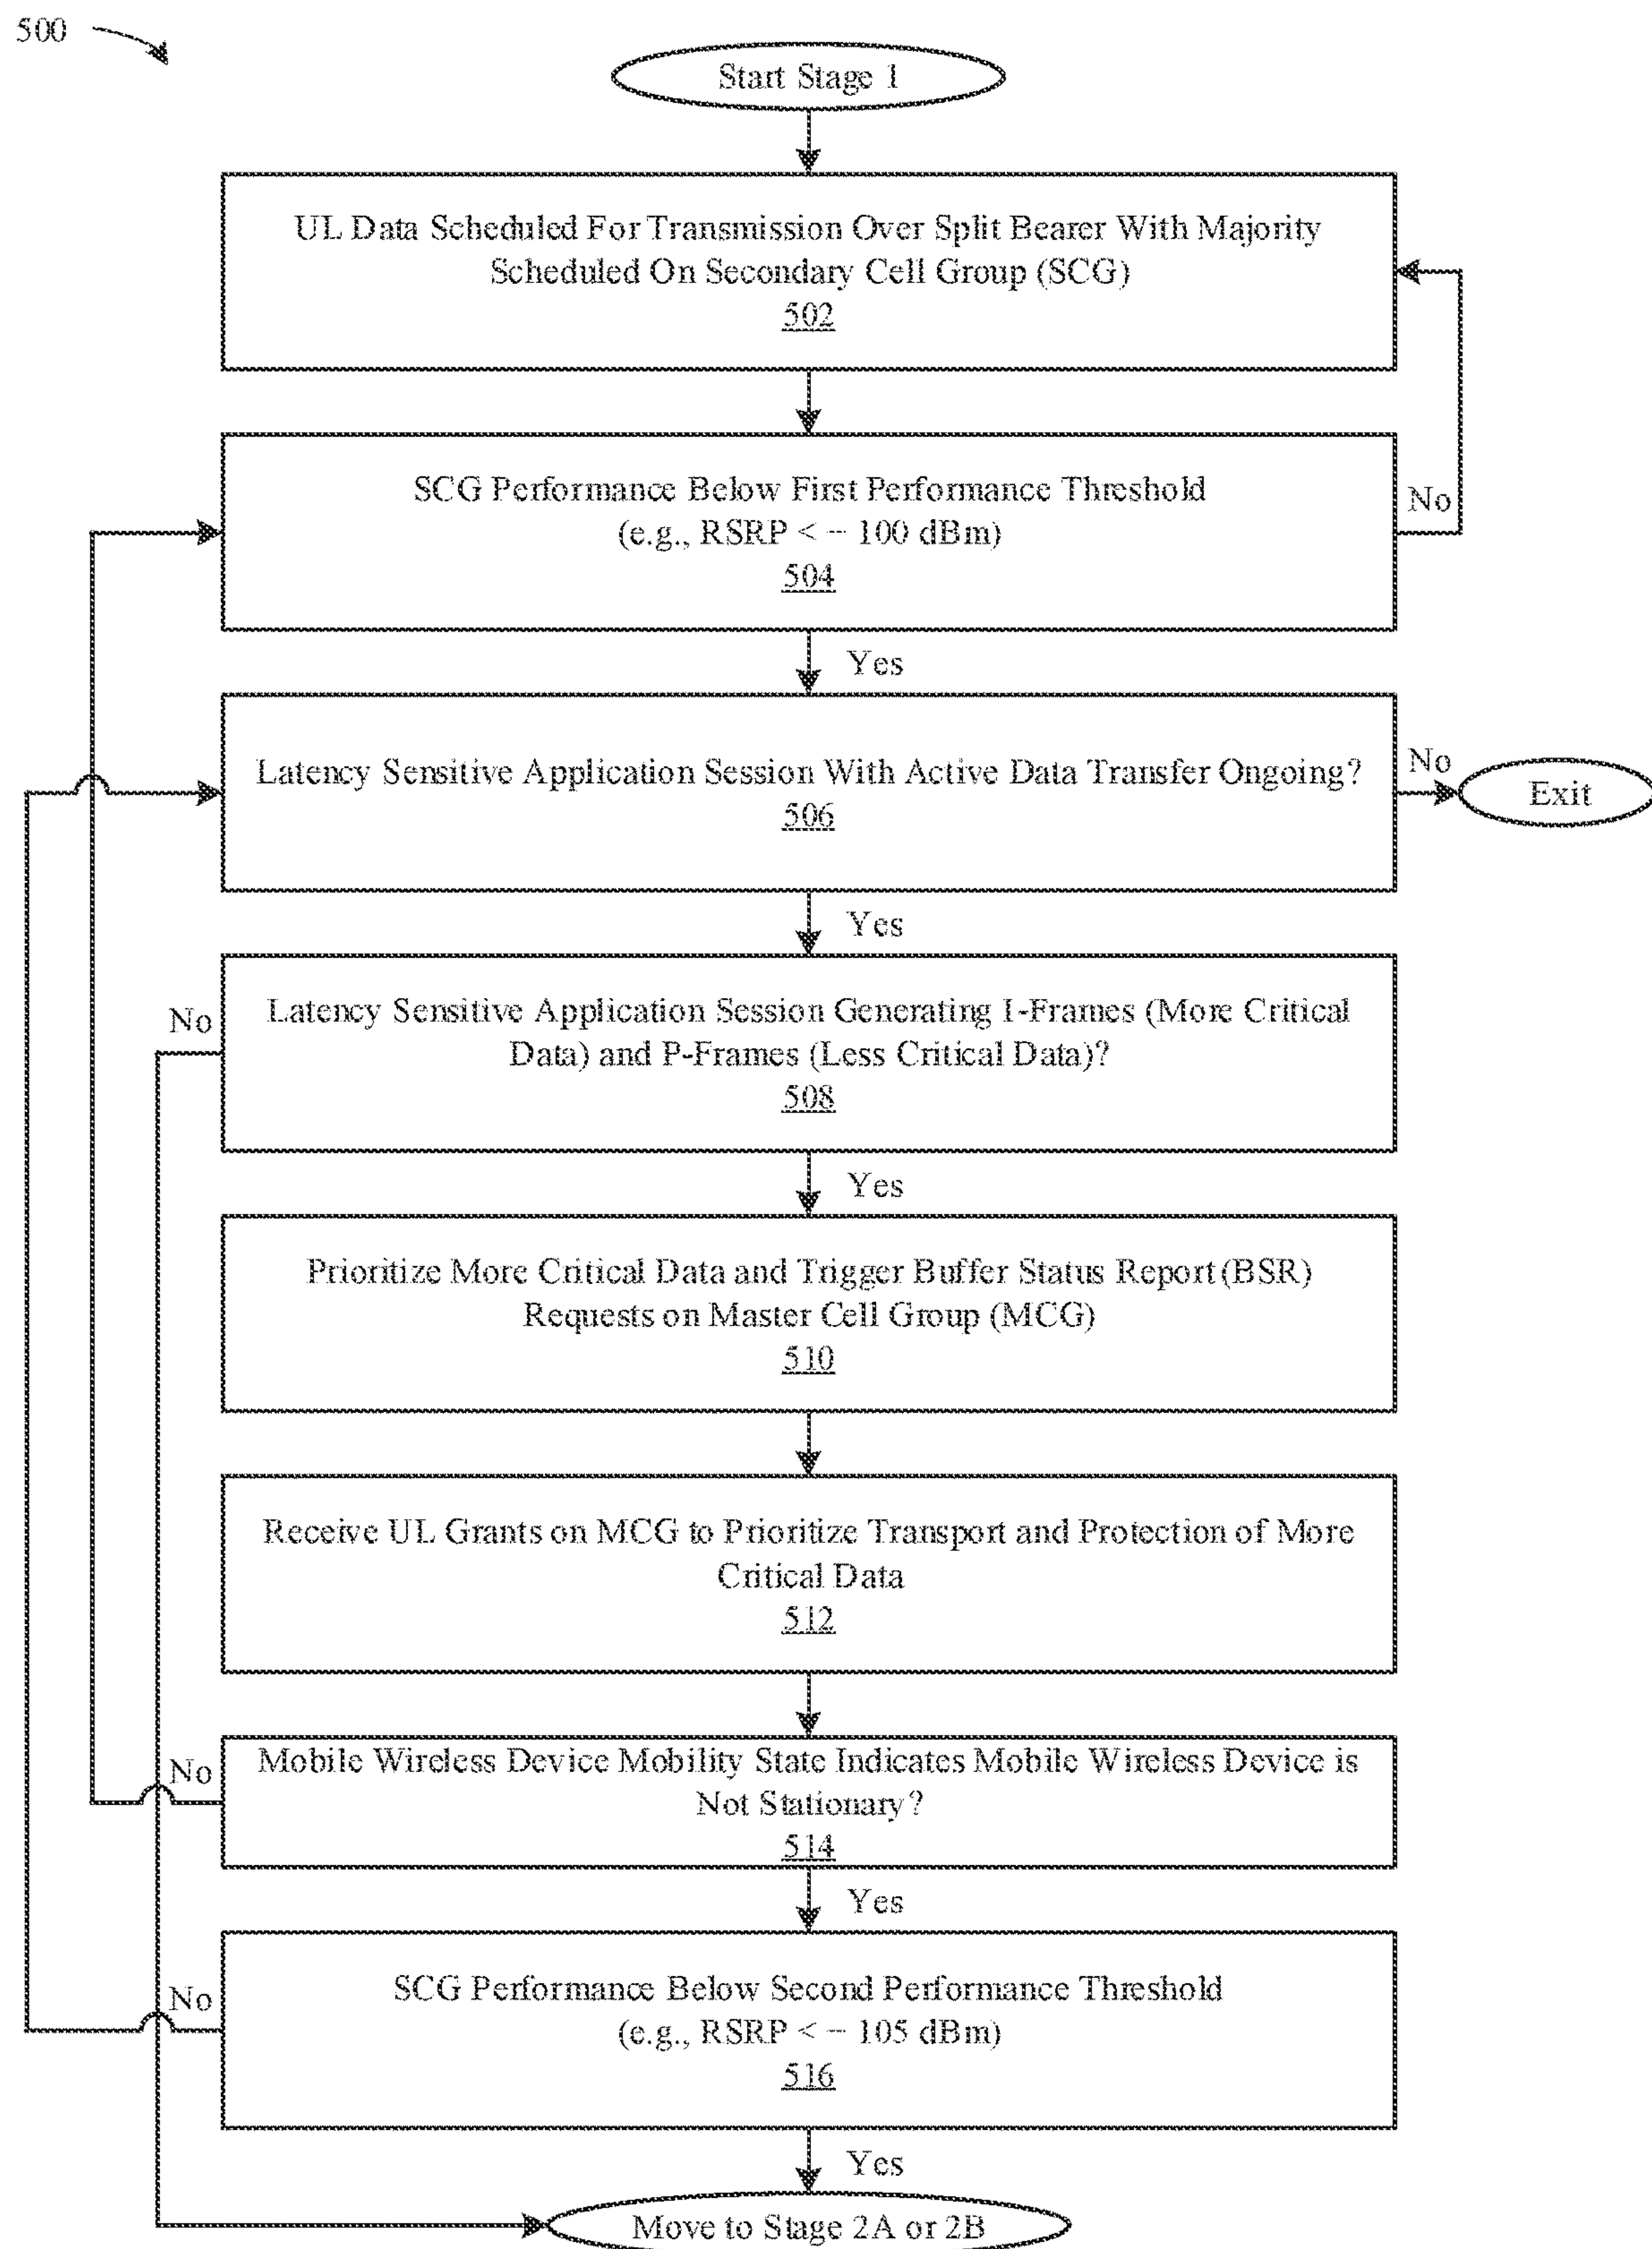 500
Start Stage 1
UL Data Scheduled For Transmission Over Split Bearer With Majority
Scheduled On Secondary Cell Group (SCG)
502
SCG Performance Below First Performance Threshold
(e.g., RSRP < − 100 dBm)
504
No
Yes
Latency Sensitive Application Session With Active Data Transfer Ongoing?
506
No
Exit
Yes
Latency Sensitive Application Session Generating I-Frames (More Critical
Data) and P-Frames (Less Critical Data)?
508
No
Yes
Prioritize More Critical Data and Trigger Buffer Status Report (BSR)
Requests on Master Cell Group (MCG)
510
Receive UL Grants on MCG to Prioritize Transport and Protection of More
Critical Data
512
Mobile Wireless Device Mobility State Indicates Mobile Wireless Device is
Not Stationary?
514
No
Yes
SCG Performance Below Second Performance Threshold
(e.g., RSRP < − 105 dBm)
516
No
Yes
Move to Stage 2A or 2B